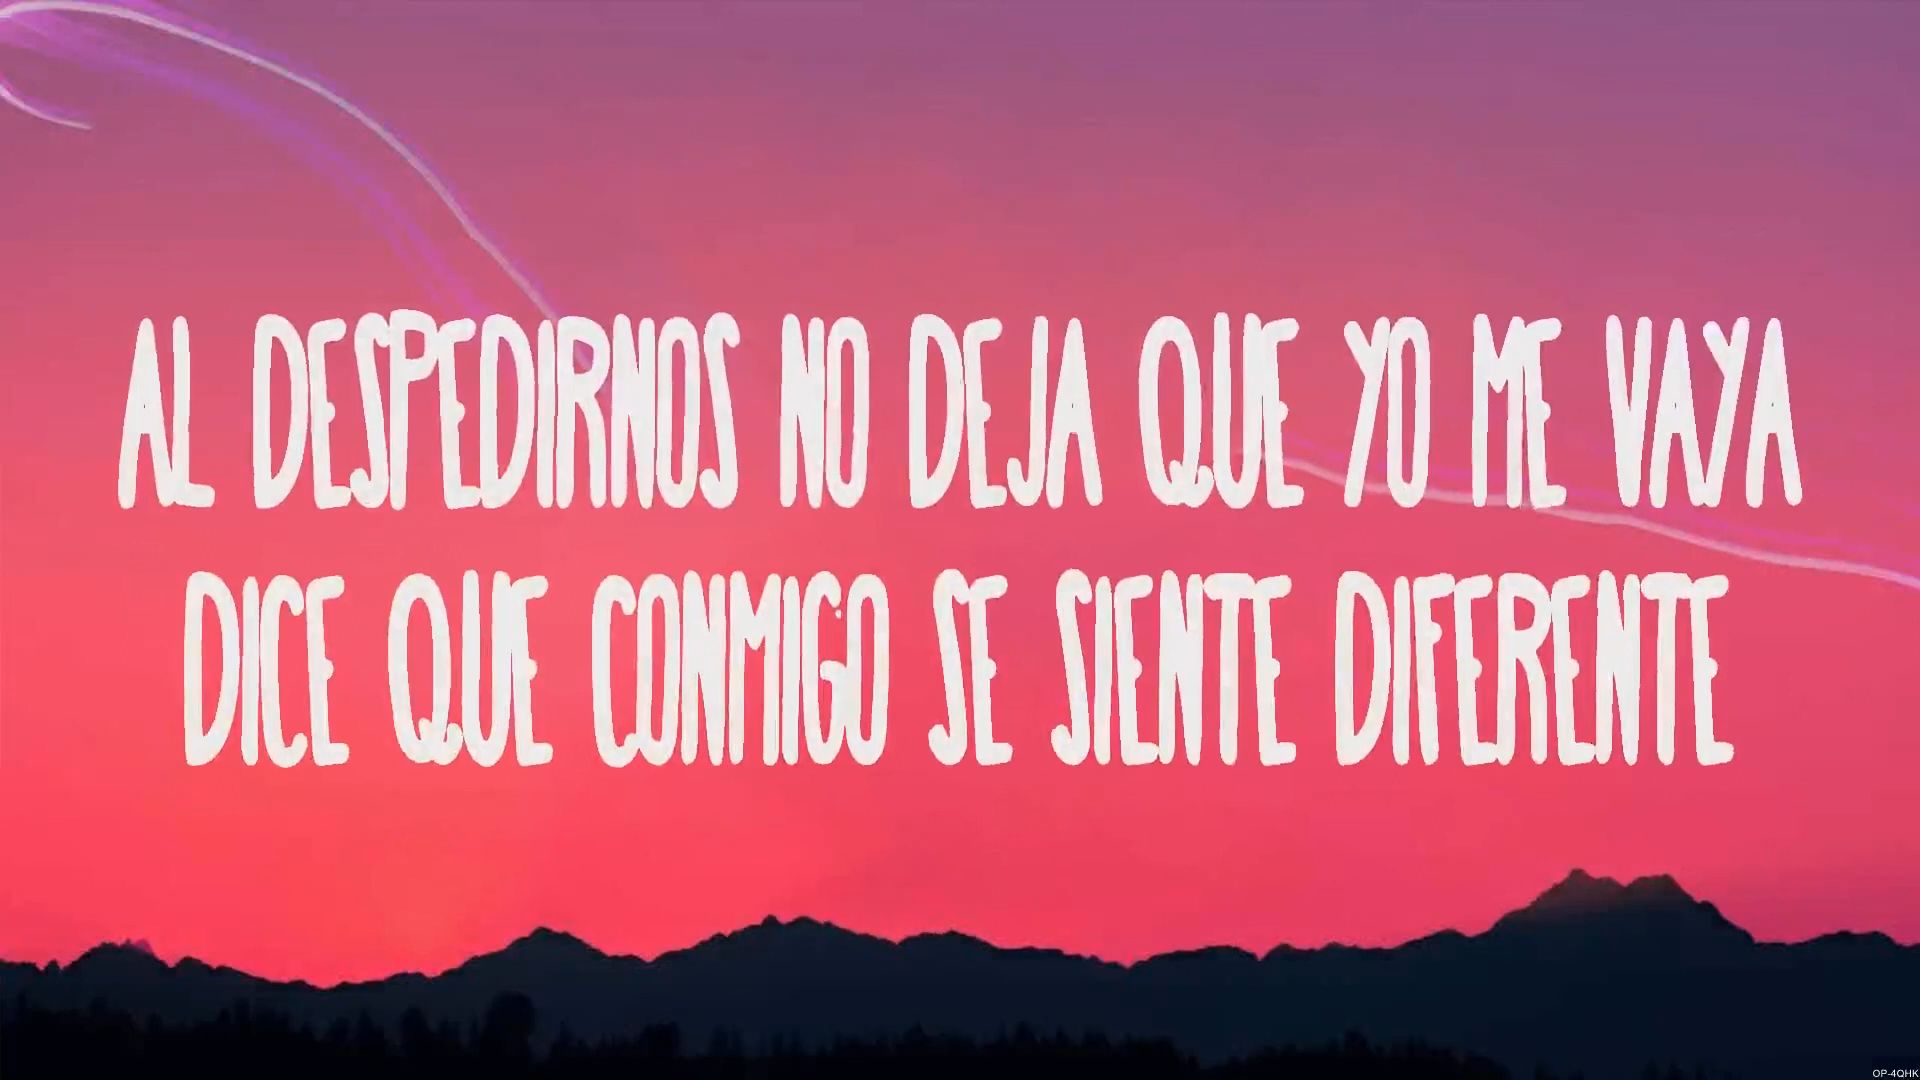 AL DESPEDIRNOS NO DEJA QUE YO ME VAYA
DICE QUE CONMIGO SE SIENTE DIFERENTE
OP-4QHK